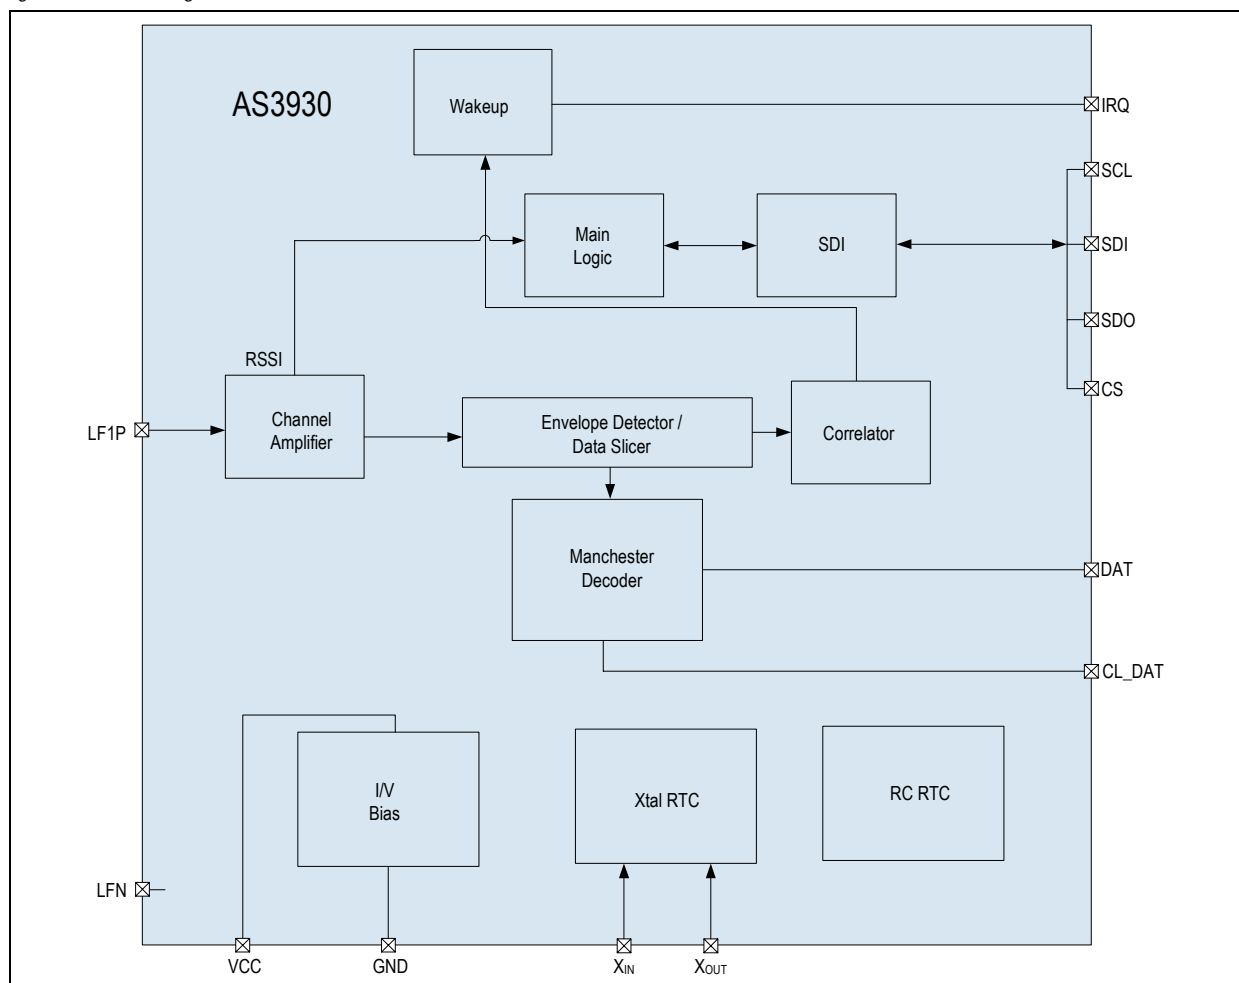 AS3930
Wakeup
IRQ
SCL
Main
Logic
SDI
SDI
SDO
RSSI
CS
LF1P
Channel
Amplifier
Envelope Detector /
Data Slicer
Correlator
Manchester
Decoder
DAT
CL_DAT
I/V
Bias
Xtal RTC
RC RTC
LFN
VCC
GND
XIN
XOUT